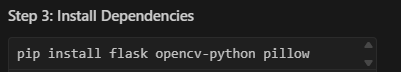 Step 3: Install Dependencies
pip install flask opencv-python pillow